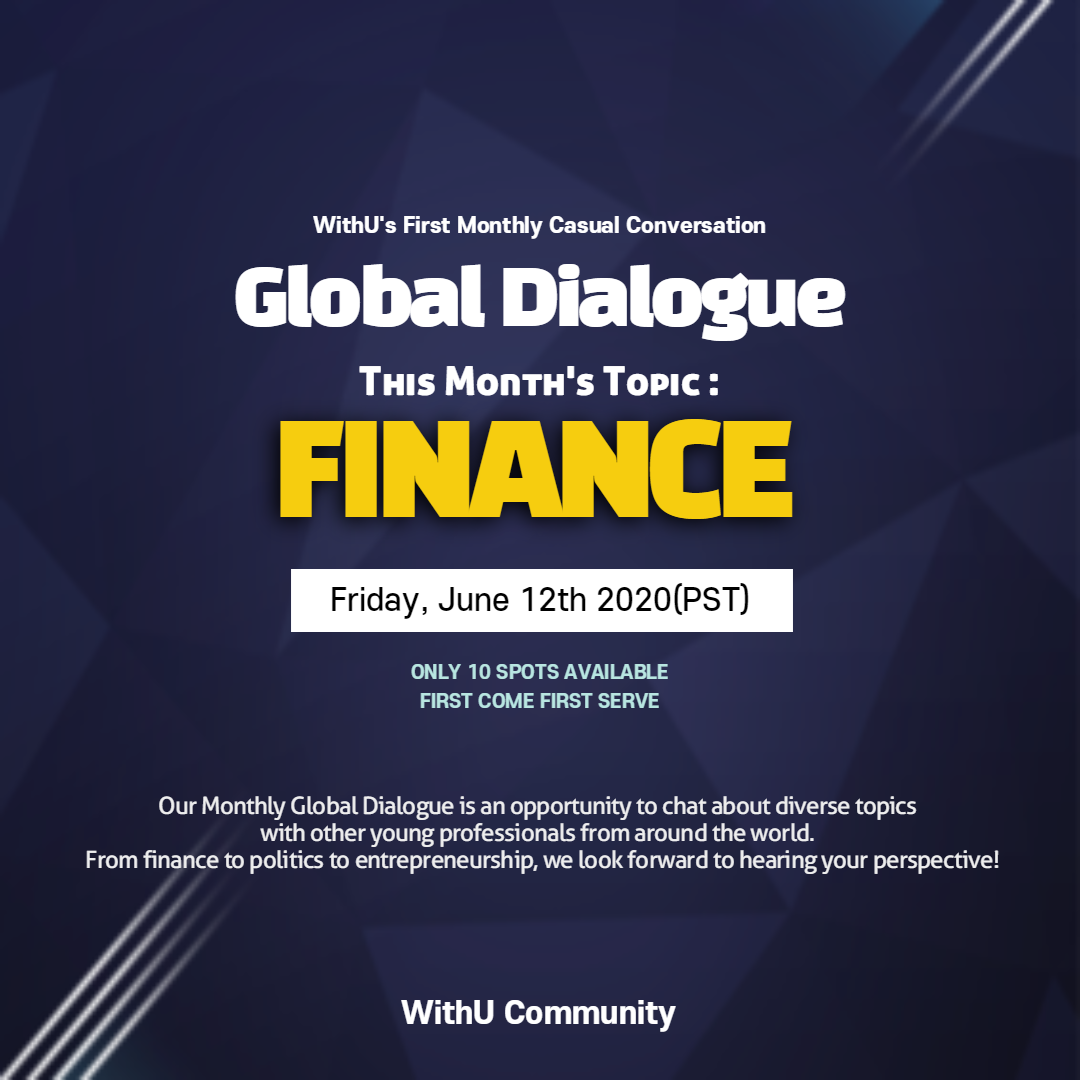 WithU's First Monthly Casual Conversation
Global Dialogue
This Month's Topic :
FINANCE
Friday, June 12th 2020(PST)
ONLY 10 SPOTS AVAILABLE
FIRST COME FIRST SERVE
Our Monthly Global Dialogue is an opportunity to chat about diverse topics
with other young professionals from around the world.
From finance to politics to entrepreneurship, we look forward to hearing your perspective!
WithU Community